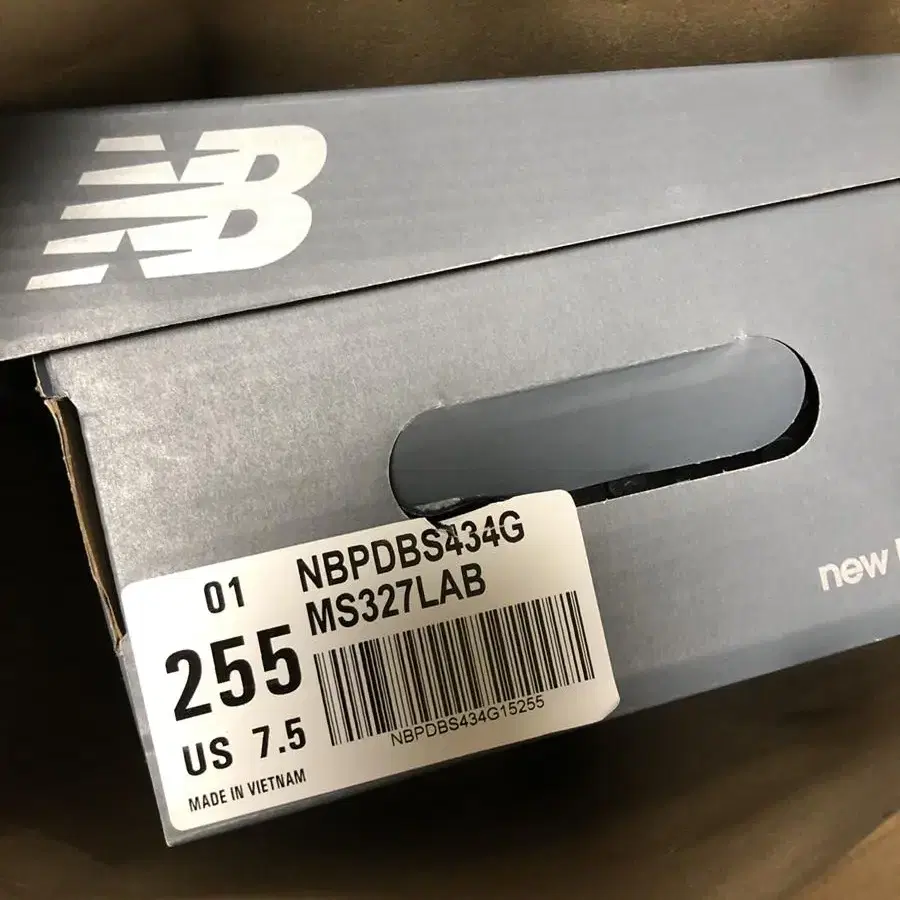 NB
new
01
NBPDBS434G
MS327LAB
255
US 7.5
NBPDBS434G15255
MADE IN VIETNAM